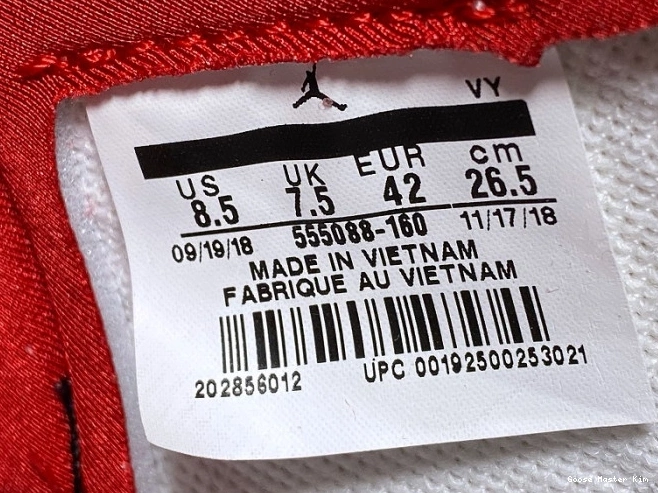 VY
US UK EUR cm
8.5 7.5 42 26.5
09/19/18 555088-160 11/17/18
MADE IN VIETNAM
FABRIQUE AU VIETNAM
202856012 UPC 00192500253021
Goose Master Kim